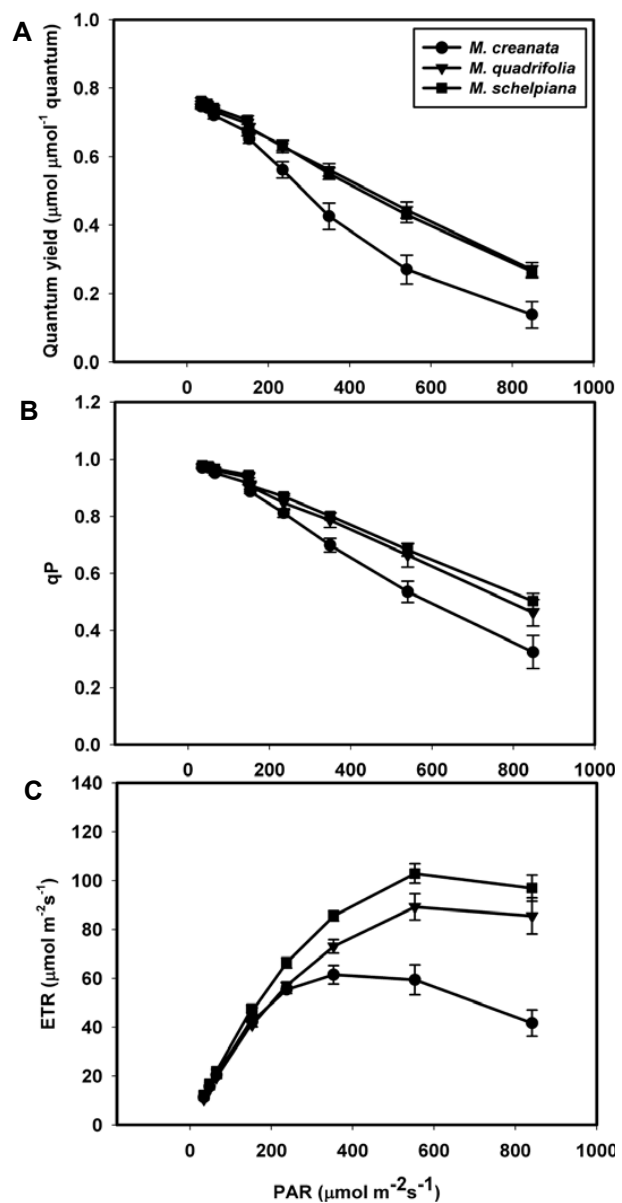 A
1.0
0.8
0.6
0.4
0.2
0.0
Quantum yield (μmol μmol⁻¹ quantum)
M. creanata
M. quadrifolia
M. schelpiana
0 200 400 600 800 1000
B
1.2
1.0
0.8
0.6
0.4
0.2
0.0
qP
0 200 400 600 800 1000
C
140
120
100
80
60
40
20
0
ETR (μmol m⁻²s⁻¹)
0 200 400 600 800 1000
PAR (μmol m⁻²s⁻¹)